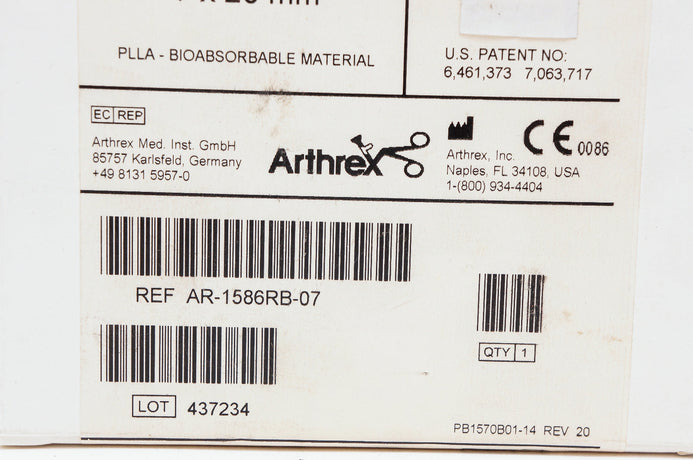 PLLA - BIOABSORBABLE MATERIAL
U.S. PATENT NO:
6,461,373 7,063,717
EC REP
Arthrex Med. Inst. GmbH
85757 Karlsfeld, Germany
+49 8131 5957-0
Arthrex
CE 0086
Arthrex, Inc.
Naples, FL 34108, USA
1-(800) 934-4404
REF AR-1586RB-07
QTY 1
LOT 437234
PB1570B01-14 REV 20